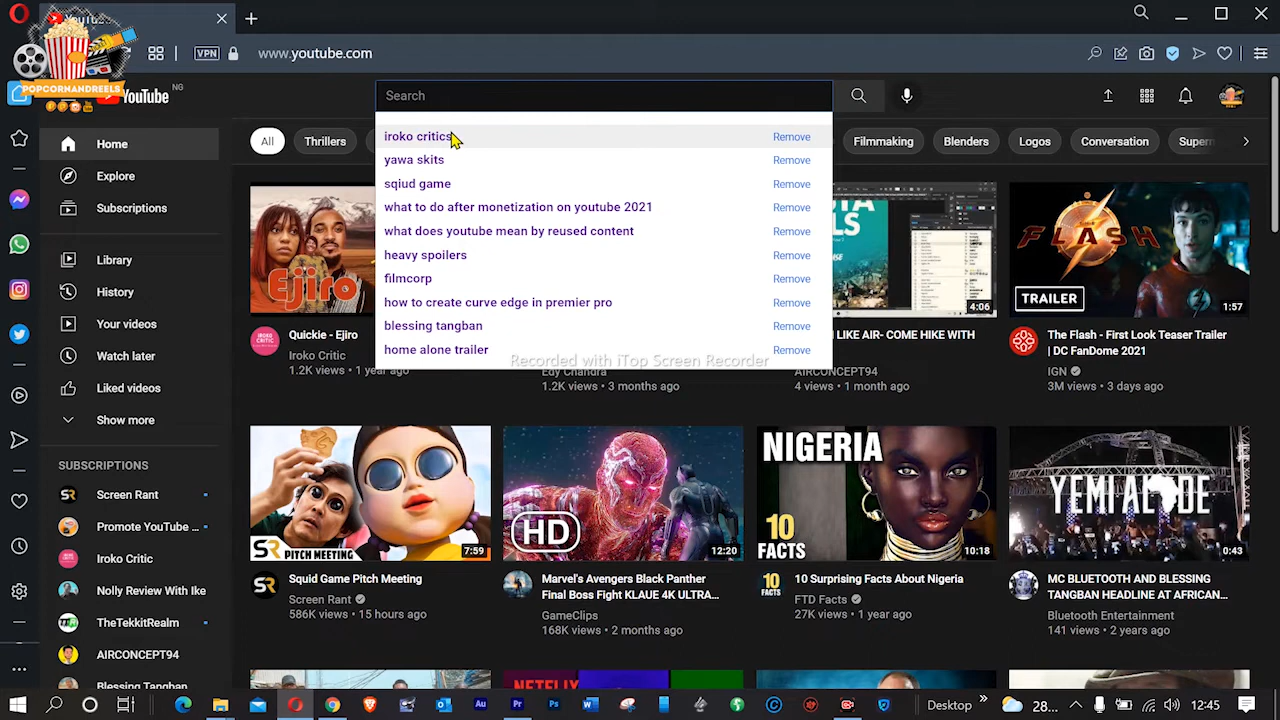 YouTube
VPN
www.youtube.com
POPCORNANDREELS
YouTube
NG
Search
All
Thrillers
Filmmaking
Blenders
Logos
Conversation
iroko critics
Remove
yawa skits
Remove
sqiud game
Remove
what to do after monetization on youtube 2021
Remove
what does youtube mean by reused content
Remove
heavy spoilers
Remove
filmcorp
Remove
how to create curve edge in premier pro
Remove
blessing tangban
Remove
home alone trailer
Remove
Recorded with iTop Screen Recorder
Home
Explore
Subscriptions
Library
History
Your videos
Watch later
Liked videos
Show more
SUBSCRIPTIONS
Screen Rant
Promote YouTube ...
Iroko Critic
Nolly Review With Ike
TheTekkitRealm
AIRCONCEPT94
Blessing Tangban
Ejiro
Quickie - Ejiro
Iroko Critic
1.2K views • 1 year ago
Edy Chandra
1.2K views • 3 months ago
4:06
LIKE AIR- COME HIKE WITH
AIRCONCEPT94
4 views • 1 month ago
TRAILER
1:57
The Flash - First Look Teaser Trailer
| DC Fandome 2021
IGN
3M views • 3 days ago
SR PITCH MEETING
7:59
Squid Game Pitch Meeting
Screen Rant
586K views • 15 hours ago
HD
12:20
Marvel's Avengers Black Panther
Final Boss Fight KLAUE 4K ULTRA...
GameClips
168K views • 2 months ago
NIGERIA
10
FACTS
10:18
10
FACTS
10 Surprising Facts About Nigeria
FTD Facts
27K views • 1 year ago
YEMI ALADE
0:43
MC BLUETOOTH AND BLESSING
TANGBAN HEADLINE AT AFRICAN...
Bluetooth Entertainment
141 views • 2 years ago
NETFLIX
Desktop
28...
12:45